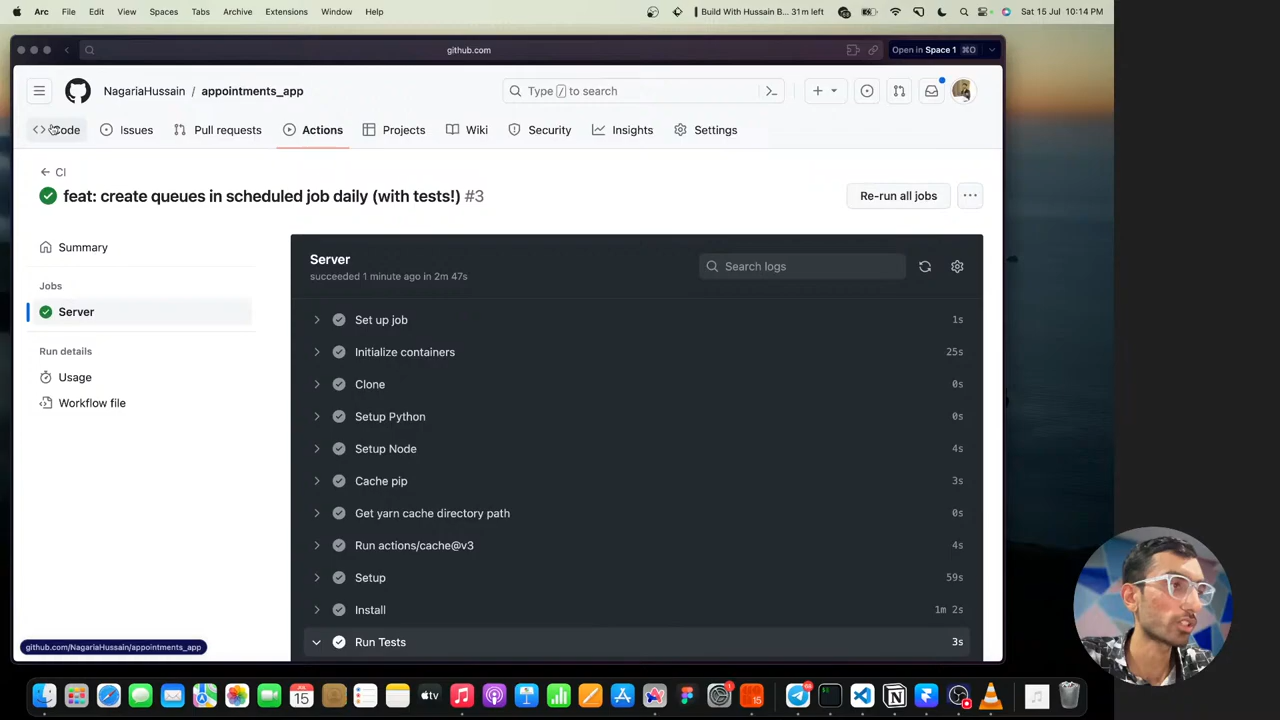 Arc File Edit View Spaces Tabs Archive Extensions Window Help
Build With Hussain B... 31m left
Sat 15 Jul 10:14 PM
github.com
Open in Space 1 ⌘O
NagariaHussain / appointments_app
Type / to search
Code
Issues
Pull requests
Actions
Projects
Wiki
Security
Insights
Settings
← CI
feat: create queues in scheduled job daily (with tests!) #3
Re-run all jobs
Summary
Jobs
Server
Run details
Usage
Workflow file
Server
succeeded 1 minute ago in 2m 47s
Search logs
Set up job 1s
Initialize containers 25s
Clone 0s
Setup Python 0s
Setup Node 4s
Cache pip 3s
Get yarn cache directory path 0s
Run actions/cache@v3 4s
Setup 59s
Install 1m 2s
Run Tests 3s
github.com/NagariaHussain/appointments_app
JUL
15
tv
15